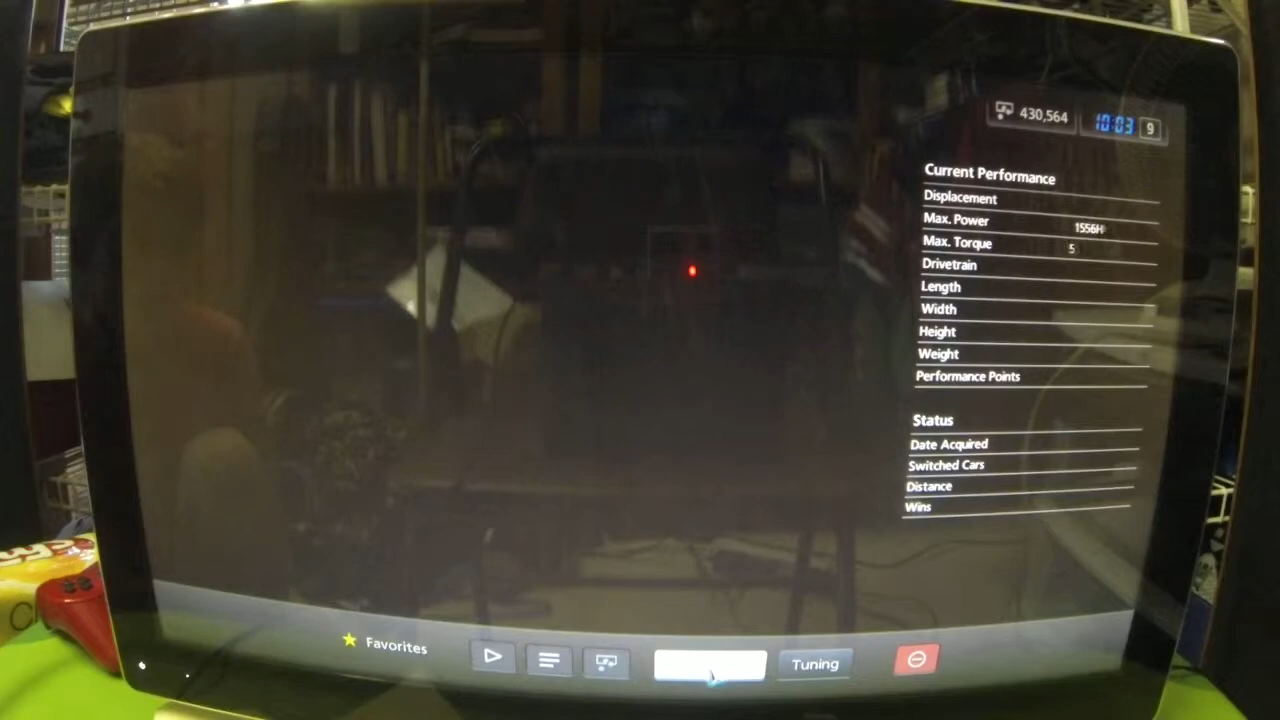 430,564
10:03 9
Current Performance
Displacement
Max. Power 1556H
Max. Torque 5
Drivetrain
Length
Width
Height
Weight
Performance Points
Status
Date Acquired
Switched Cars
Distance
Wins
Favorites
Tuning